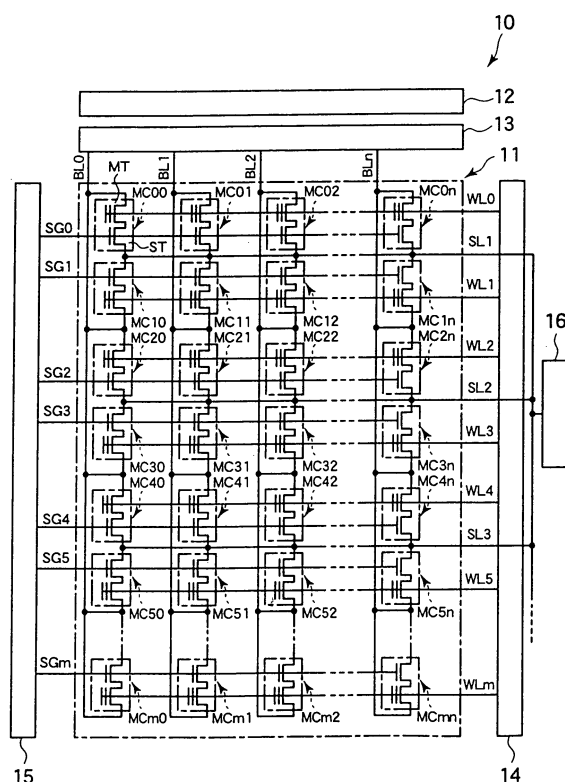 10
12
13
BL0 BL1 BL2 BLn
11
MT MC00 MC01 MC02 MC0n WL0
SG0 ST SL1
SG1 WL1
MC10 MC11 MC12 MC1n
MC20 MC21 MC22 MC2n
16
WL2
SG2 SL2
SG3 WL3
MC30 MC31 MC32 MC3n
MC40 MC41 MC42 MC4n
WL4
SG4 SL3
SG5 WL5
MC50 MC51 MC52 MC5n
SGm WLm
MCm0 MCm1 MCm2 MCmn
15 14